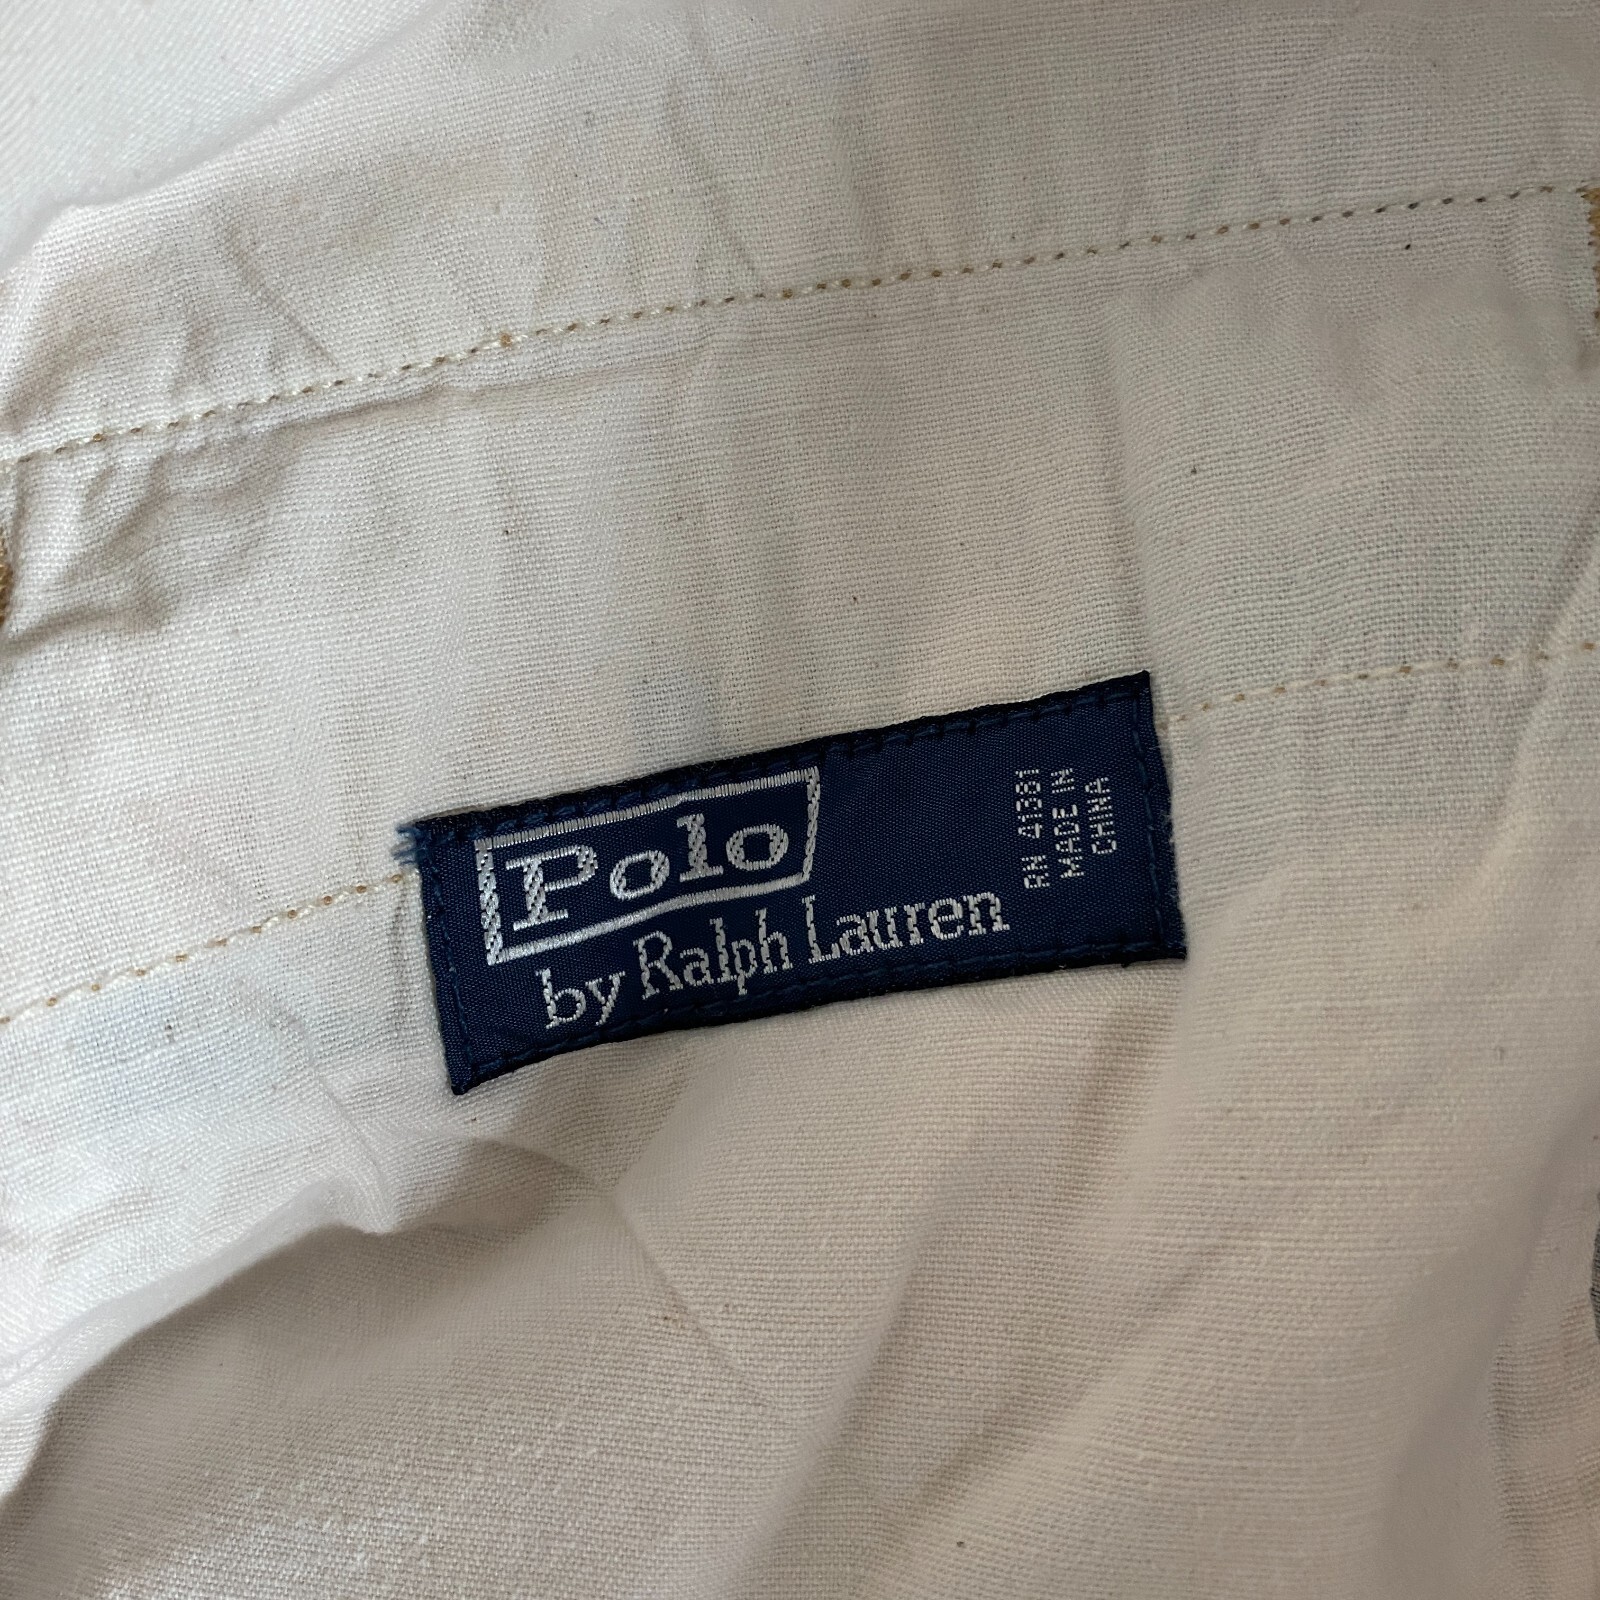 Polo
by Ralph Lauren
RN 41381
MADE IN
CHINA